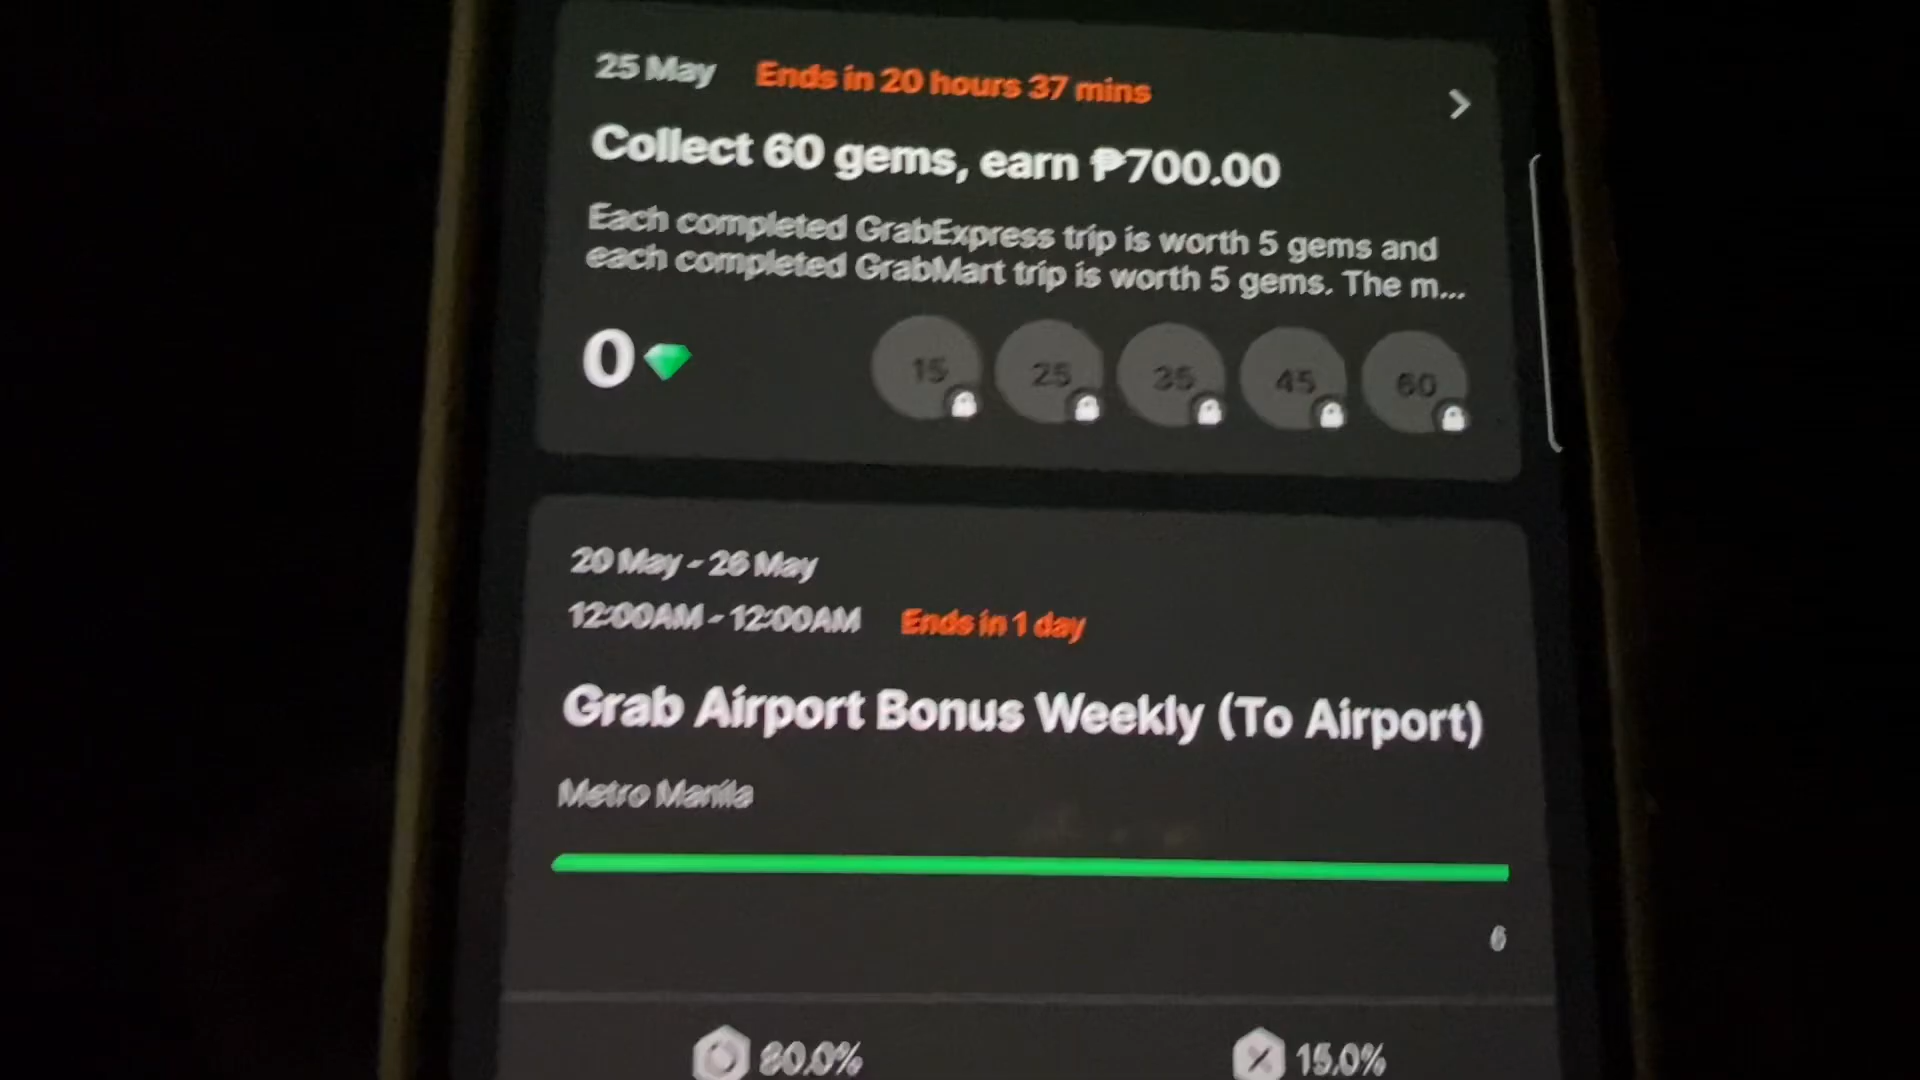 25 May Ends in 20 hours 37 mins
Collect 60 gems, earn ₱700.00
Each completed GrabExpress trip is worth 5 gems and
each completed GrabMart trip is worth 5 gems. The m...
0
15 25 35 45 60
20 May - 26 May
12:00AM - 12:00AM Ends in 1 day
Grab Airport Bonus Weekly (To Airport)
Metro Manila
6
15.0%